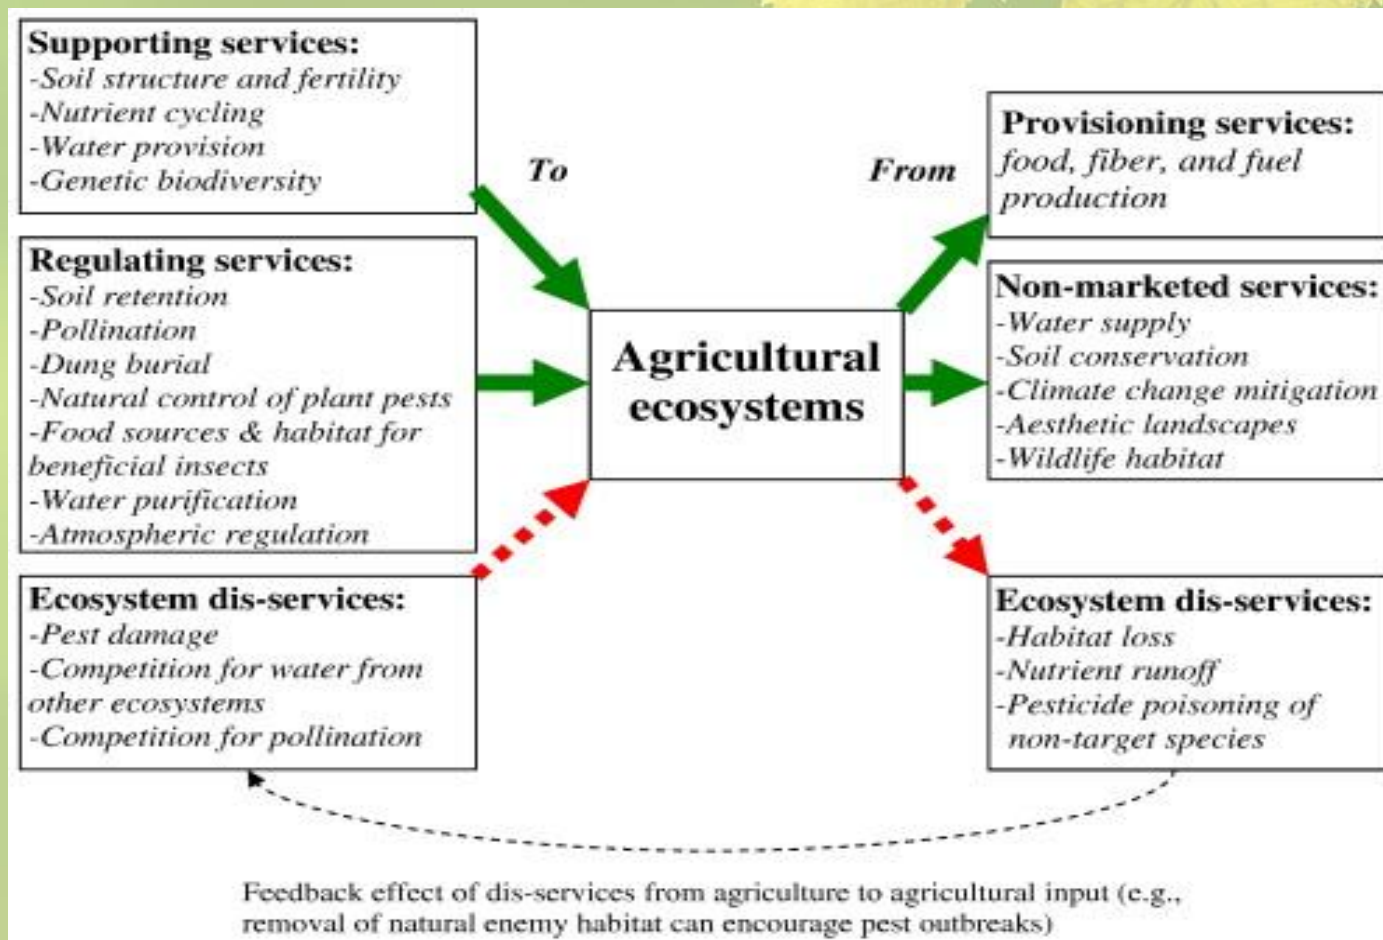 Supporting services:
-Soil structure and fertility
-Nutrient cycling
-Water provision
-Genetic biodiversity
Regulating services:
-Soil retention
-Pollination
-Dung burial
-Natural control of plant pests
-Food sources & habitat for
beneficial insects
-Water purification
-Atmospheric regulation
Ecosystem dis-services:
-Pest damage
-Competition for water from
other ecosystems
-Competition for pollination
To
Agricultural
ecosystems
From
Provisioning services:
food, fiber, and fuel
production
Non-marketed services:
-Water supply
-Soil conservation
-Climate change mitigation
-Aesthetic landscapes
-Wildlife habitat
Ecosystem dis-services:
-Habitat loss
-Nutrient runoff
-Pesticide poisoning of
non-target species
Feedback effect of dis-services from agriculture to agricultural input (e.g.,
removal of natural enemy habitat can encourage pest outbreaks)